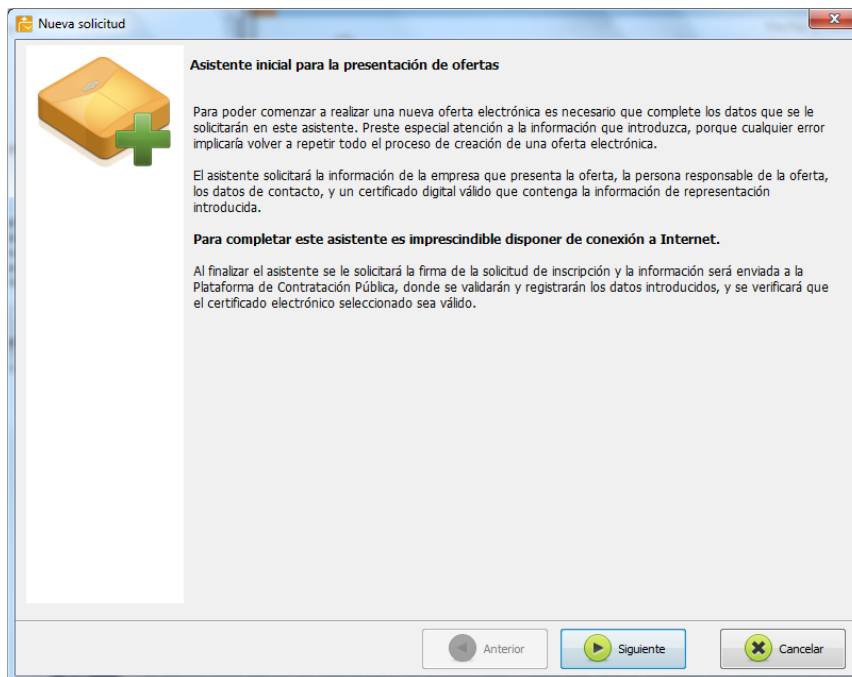 Nueva solicitud
Asistente inicial para la presentación de ofertas
Para poder comenzar a realizar una nueva oferta electrónica es necesario que complete los datos que se le
solicitarán en este asistente. Preste especial atención a la información que introduzca, porque cualquier error
implicaría volver a repetir todo el proceso de creación de una oferta electrónica.
El asistente solicitará la información de la empresa que presenta la oferta, la persona responsable de la oferta,
los datos de contacto, y un certificado digital válido que contenga la información de representación
introducida.
Para completar este asistente es imprescindible disponer de conexión a Internet.
Al finalizar el asistente se le solicitará la firma de la solicitud de inscripción y la información será enviada a la
Plataforma de Contratación Pública, donde se validarán y registrarán los datos introducidos, y se verificará que
el certificado electrónico seleccionado sea válido.
Anterior
Siguiente
Cancelar